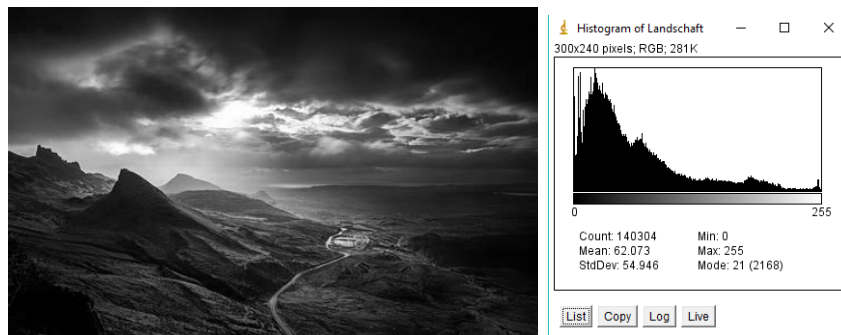 Histogram of Landschaft
300x240 pixels; RGB; 281K
0 255
Count: 140304 Min: 0
Mean: 62.073 Max: 255
StdDev: 54.946 Mode: 21 (2168)
List Copy Log Live